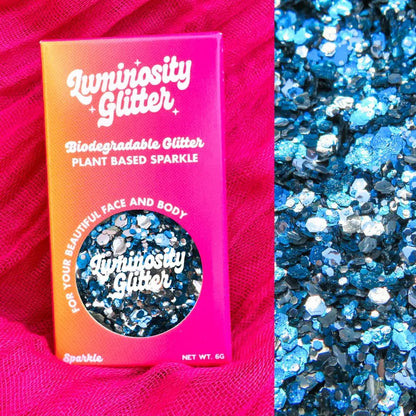 Luminosity
Glitter
Biodegradable Glitter
PLANT BASED SPARKLE
FOR YOUR BEAUTIFUL FACE AND BODY
Luminosity
Glitter
Sparkle
NET WT. 6G